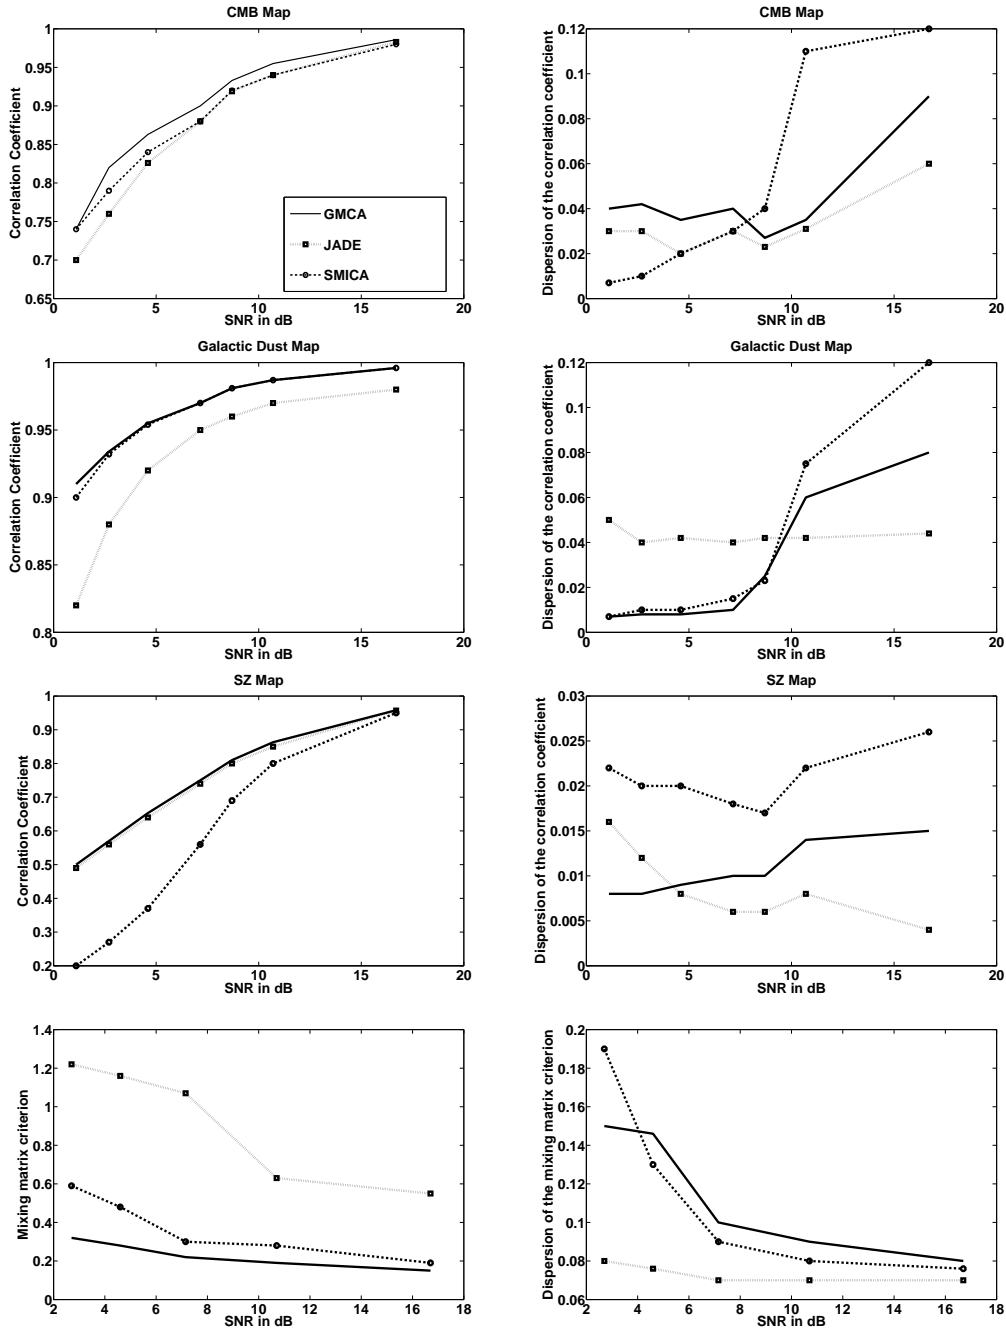 CMB Map
Correlation Coefficient
1
0.95
0.9
0.85
0.8
0.75
0.7
0.65
0 5 10 15 20
SNR in dB
GMCA
JADE
SMICA
CMB Map
Dispersion of the correlation coefficient
0.12
0.1
0.08
0.06
0.04
0.02
0
0 5 10 15 20
SNR in dB
Galactic Dust Map
Correlation Coefficient
1
0.95
0.9
0.85
0.8
0 5 10 15 20
SNR in dB
Galactic Dust Map
Dispersion of the correlation coefficient
0.12
0.1
0.08
0.06
0.04
0.02
0
0 5 10 15 20
SNR in dB
SZ Map
Correlation Coefficient
1
0.9
0.8
0.7
0.6
0.5
0.4
0.3
0.2
0 5 10 15 20
SNR in dB
SZ Map
Dispersion of the correlation coefficient
0.03
0.025
0.02
0.015
0.01
0.005
0
0 5 10 15 20
SNR in dB
Mixing matrix criterion
1.4
1.2
1
0.8
0.6
0.4
0.2
0
2 4 6 8 10 12 14 16 18
SNR in dB
Dispersion of the mixing matrix criterion
0.2
0.18
0.16
0.14
0.12
0.1
0.08
0.06
2 4 6 8 10 12 14 16 18
SNR in dB